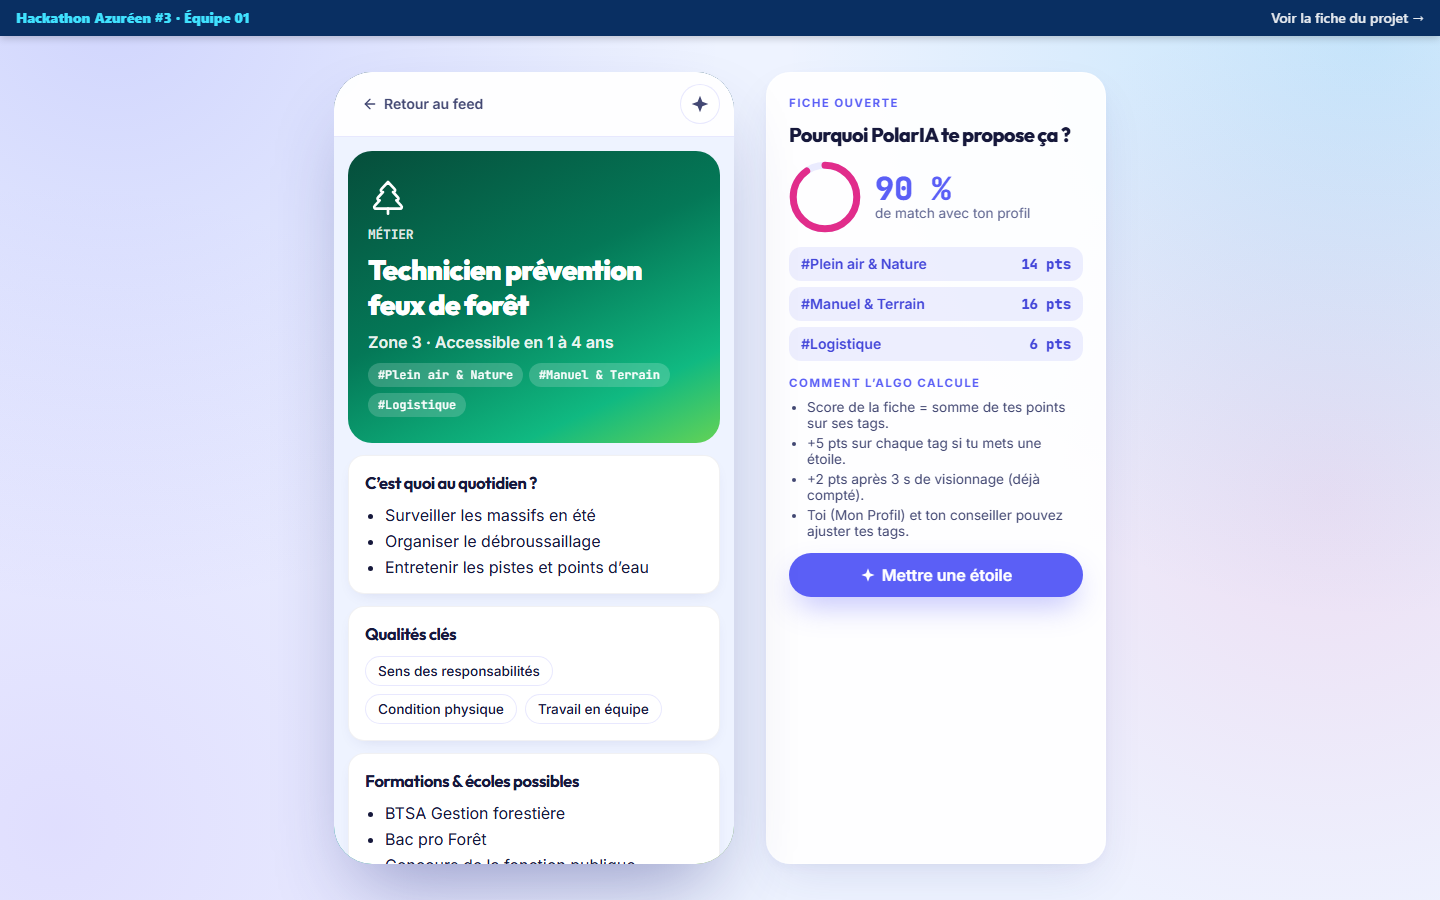 Hackathon Azuréen #3 · Équipe 01
Voir la fiche du projet →
← Retour au feed
MÉTIER
Technicien prévention
feux de forêt
Zone 3 · Accessible en 1 à 4 ans
#Plein air & Nature
#Manuel & Terrain
#Logistique
C’est quoi au quotidien ?
• Surveiller les massifs en été
• Organiser le débroussaillage
• Entretenir les pistes et points d’eau
Qualités clés
Sens des responsabilités
Condition physique
Travail en équipe
Formations & écoles possibles
• BTSA Gestion forestière
• Bac pro Forêt
Concours de la fonction publique
FICHE OUVERTE
Pourquoi PolarIA te propose ça ?
90 %
de match avec ton profil
#Plein air & Nature 14 pts
#Manuel & Terrain 16 pts
#Logistique 6 pts
COMMENT L’ALGO CALCULE
• Score de la fiche = somme de tes points
sur ses tags.
• +5 pts sur chaque tag si tu mets une
étoile.
• +2 pts après 3 s de visionnage (déjà
compté).
• Toi (Mon Profil) et ton conseiller pouvez
ajuster tes tags.
Mettre une étoile